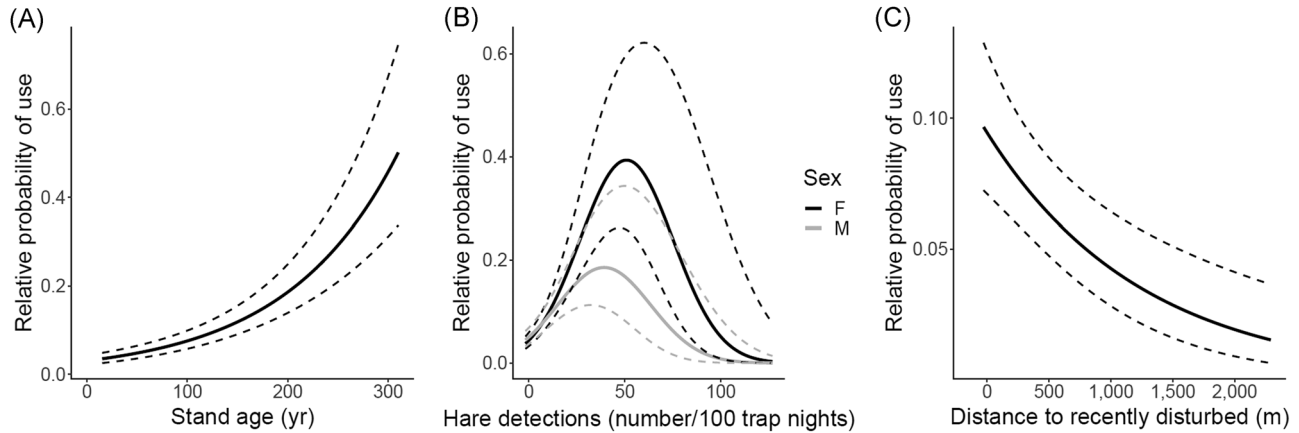 (A)
Relative probability of use
0.6
0.4
0.2
0.0
0
100
200
300
Stand age (yr)
(B)
Relative probability of use
0.6
0.4
0.2
0.0
0
50
100
Hare detections (number/100 trap nights)
Sex
F
M
(C)
Relative probability of use
0.10
0.05
0
500
1,000
1,500
2,000
Distance to recently disturbed (m)